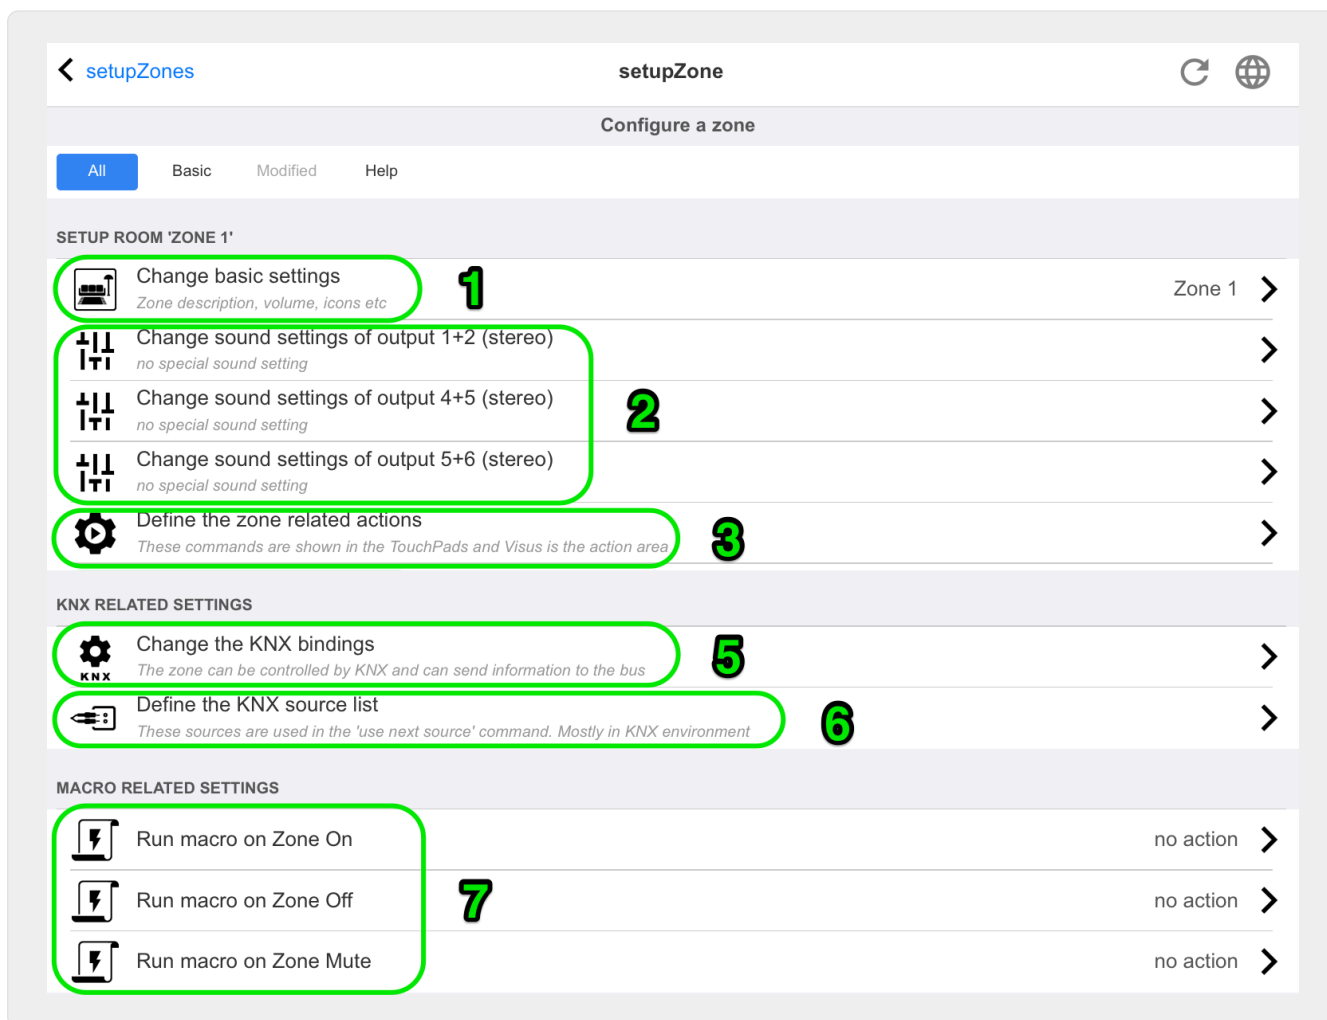 setupZones
setupZone
Configure a zone
All Basic Modified Help
SETUP ROOM 'ZONE 1'
Change basic settings
Zone description, volume, icons etc
1
Zone 1
Change sound settings of output 1+2 (stereo)
no special sound setting
Change sound settings of output 4+5 (stereo)
no special sound setting
2
Change sound settings of output 5+6 (stereo)
no special sound setting
Define the zone related actions
These commands are shown in the TouchPads and Visus is the action area
3
KNX RELATED SETTINGS
Change the KNX bindings
The zone can be controlled by KNX and can send information to the bus
KNX
5
Define the KNX source list
These sources are used in the 'use next source' command. Mostly in KNX environment
6
MACRO RELATED SETTINGS
Run macro on Zone On no action
Run macro on Zone Off no action
7
Run macro on Zone Mute no action